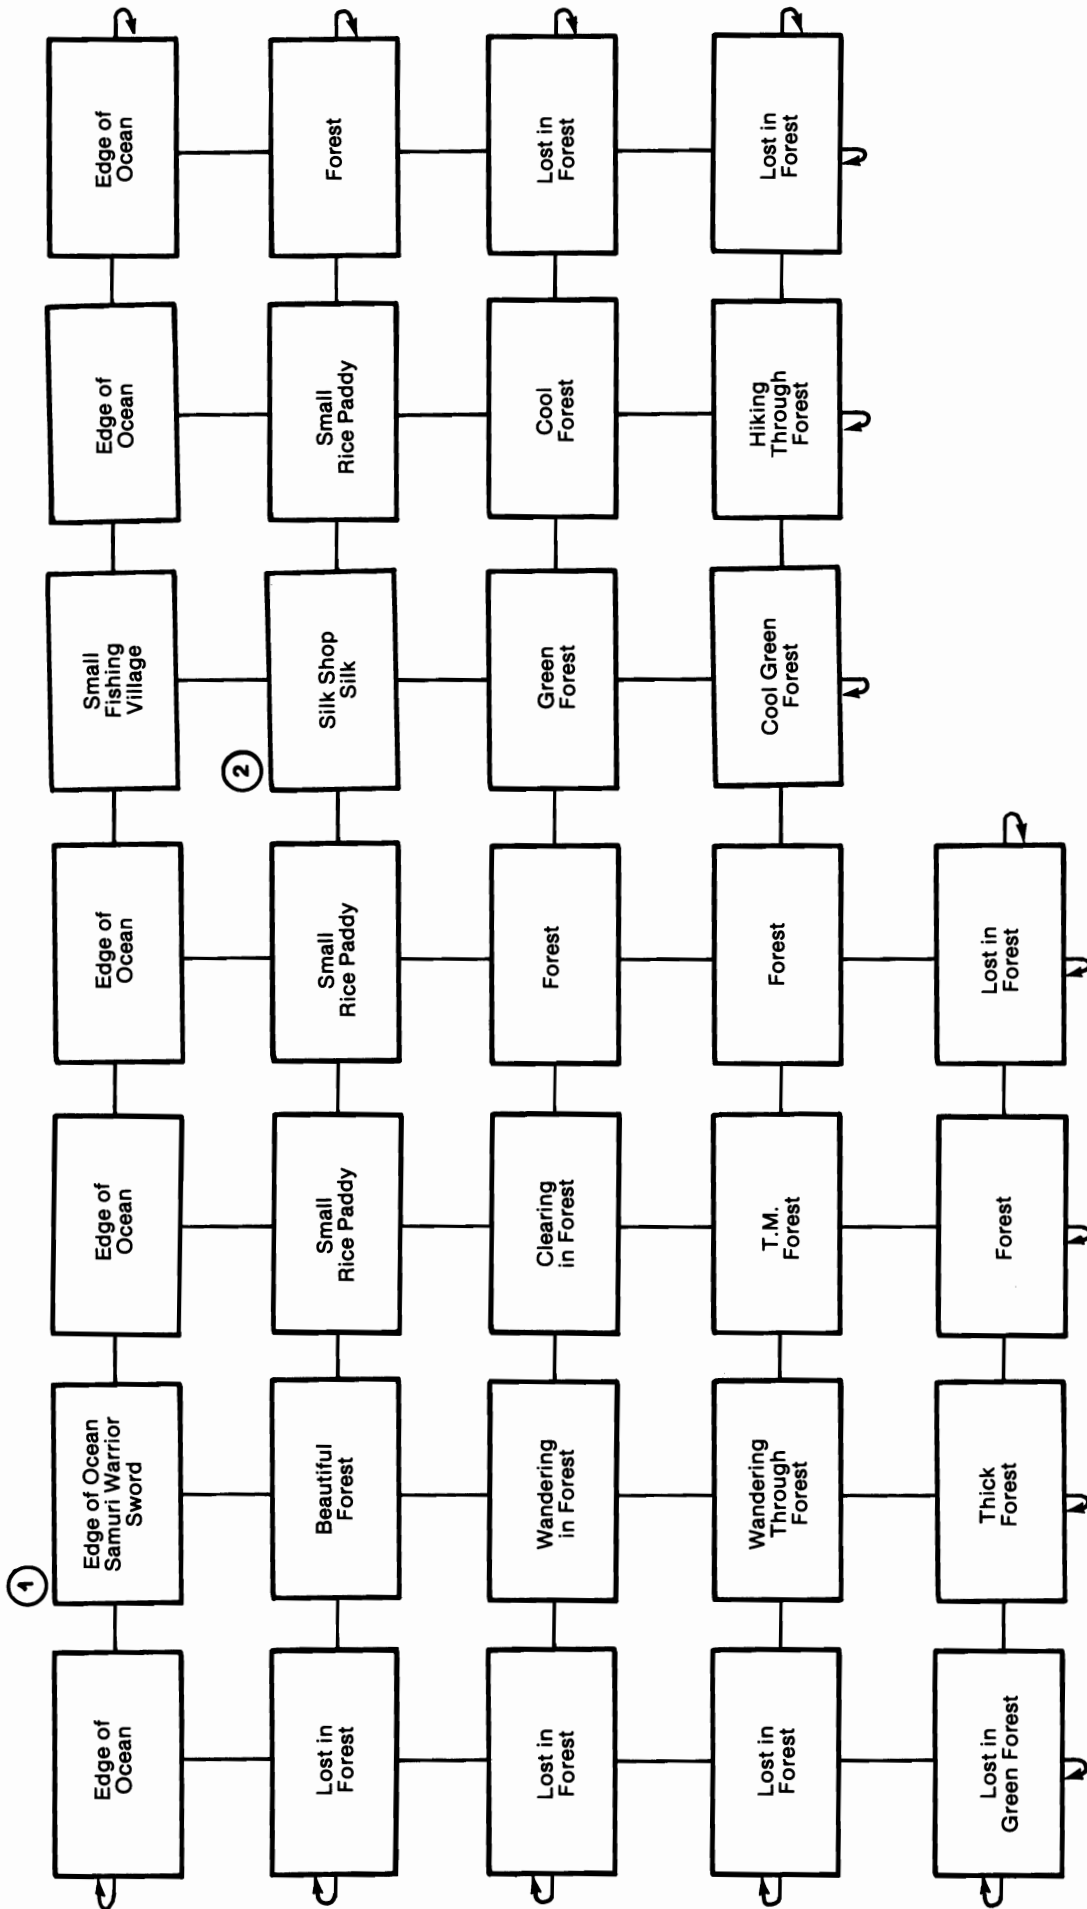 1
Edge of
Ocean
Edge of Ocean
Samuri Warrior
Sword
Edge of
Ocean
Edge of
Ocean
Small
Fishing
Village
Edge of
Ocean
Edge of
Ocean
2
Lost in
Forest
Beautiful
Forest
Small
Rice Paddy
Small
Rice Paddy
Silk Shop
Silk
Small
Rice Paddy
Forest
Lost in
Forest
Wandering
in Forest
Clearing
in Forest
Forest
Green
Forest
Cool
Forest
Lost in
Forest
Lost in
Forest
Wandering
Through
Forest
T.M.
Forest
Forest
Cool Green
Forest
Hiking
Through
Forest
Lost in
Forest
Lost in
Green Forest
Thick
Forest
Forest
Lost in
Forest